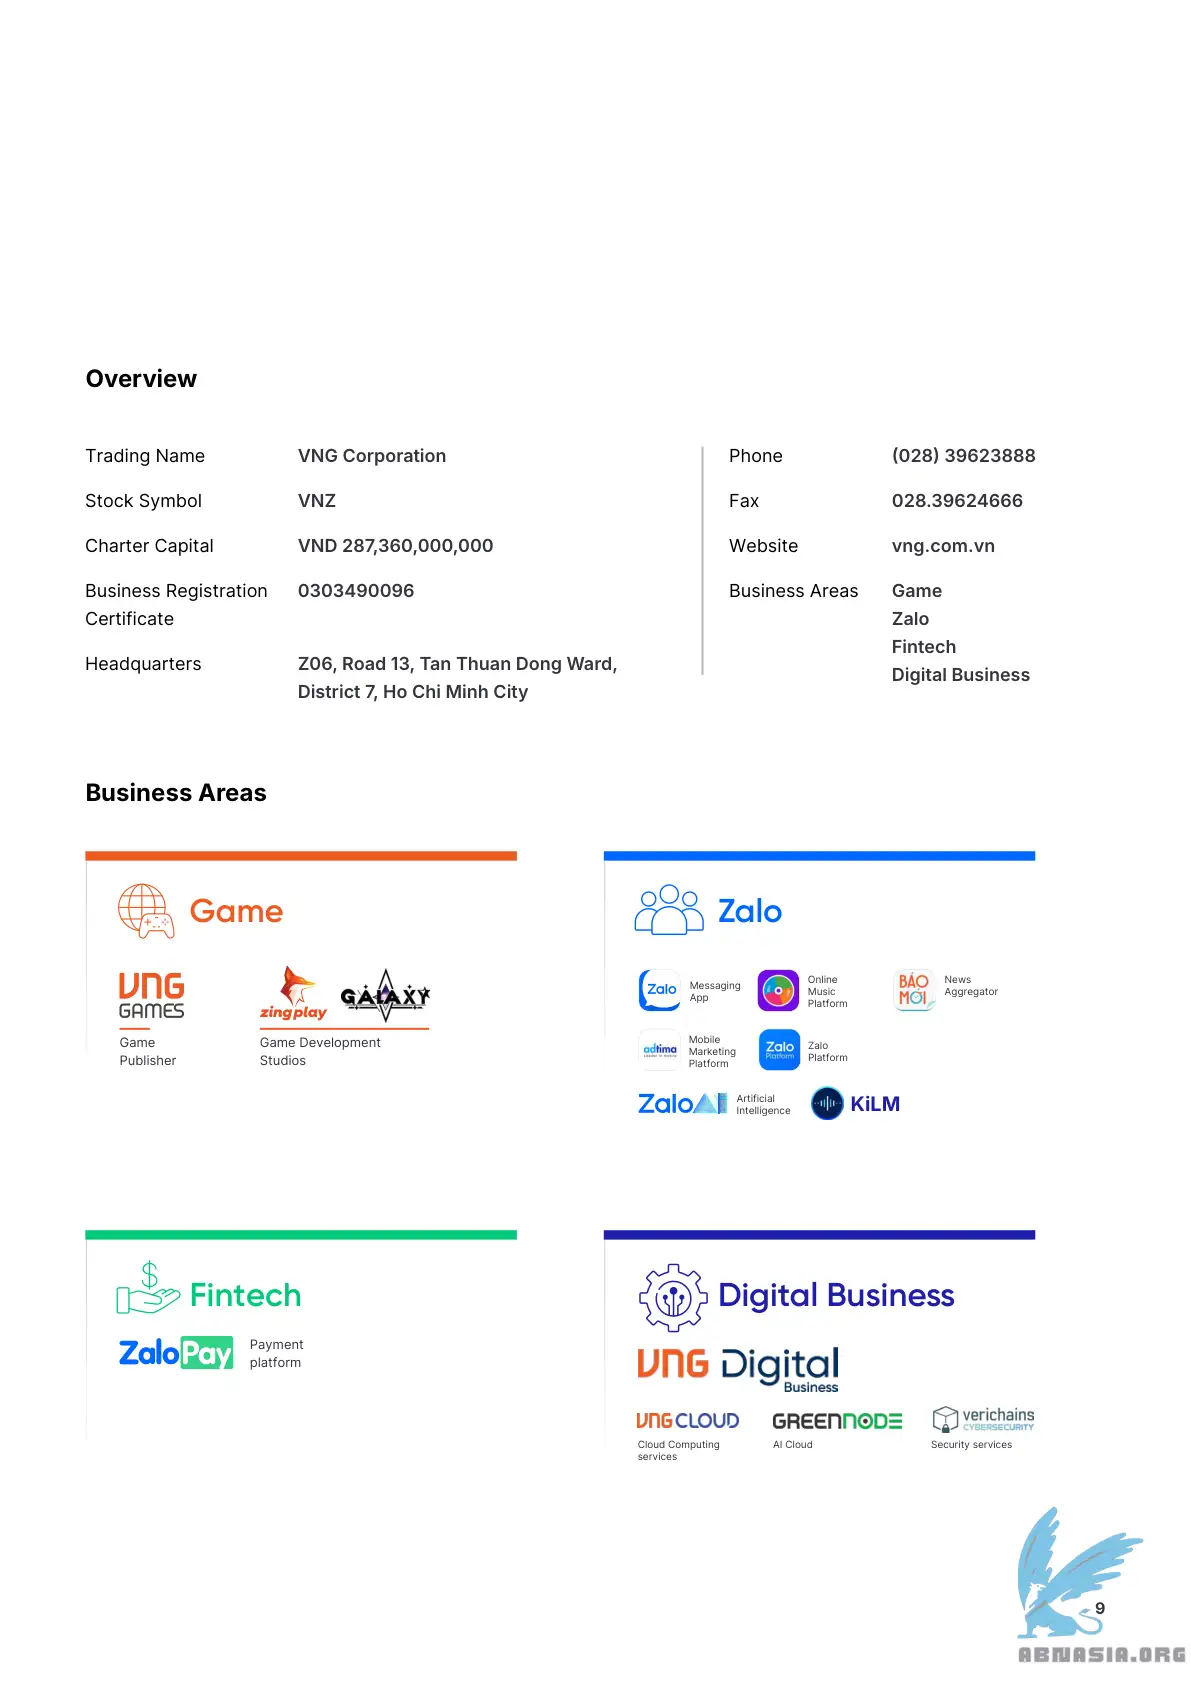 Overview
Trading Name VNG Corporation
Stock Symbol VNZ
Charter Capital VND 287,360,000,000
Business Registration 0303490096
Certificate
Headquarters Z06, Road 13, Tan Thuan Dong Ward,
District 7, Ho Chi Minh City
Phone (028) 39623888
Fax 028.39624666
Website vng.com.vn
Business Areas Game
Zalo
Fintech
Digital Business
Business Areas
Game
VNG
GAMES
Game
Publisher
zingplay GALAXY
Game Development
Studios
Zalo
Zalo
Messaging
App
Online
Music
Platform
BÁO
MỚI
News
Aggregator
adtima
Mobile
Marketing
Platform
Zalo
Platform
Zalo
Platform
ZaloAI
Artificial
Intelligence
KiLM
Fintech
ZaloPay
Payment
platform
Digital Business
VNG Digital
Business
VNG CLOUD
Cloud Computing
services
GREENNODE
AI Cloud
verichains
CYBERSECURITY
Security services
9
ABNASIA.ORG